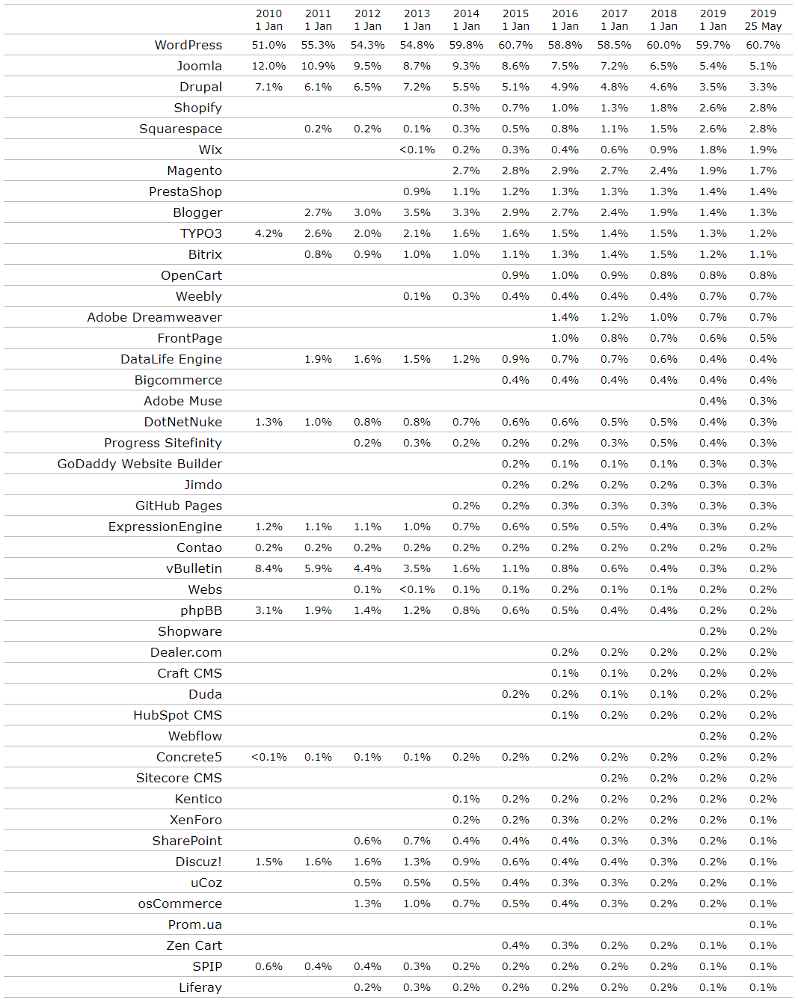 2010 2011 2012 2013 2014 2015 2016 2017 2018 2019 2019
1 Jan 1 Jan 1 Jan 1 Jan 1 Jan 1 Jan 1 Jan 1 Jan 1 Jan 1 Jan 25 May
WordPress 51.0% 55.3% 54.3% 54.8% 59.8% 60.7% 58.8% 58.5% 60.0% 59.7% 60.7%
Joomla 12.0% 10.9% 9.5% 8.7% 9.3% 8.6% 7.5% 7.2% 6.5% 5.4% 5.1%
Drupal 7.1% 6.1% 6.5% 7.2% 5.5% 5.1% 4.9% 4.8% 4.6% 3.5% 3.3%
Shopify 0.3% 0.7% 1.0% 1.3% 1.8% 2.6% 2.8%
Squarespace 0.2% 0.2% 0.1% 0.3% 0.5% 0.8% 1.1% 1.5% 2.6% 2.8%
Wix <0.1% 0.2% 0.3% 0.4% 0.6% 0.9% 1.8% 1.9%
Magento 2.7% 2.8% 2.9% 2.7% 2.4% 1.9% 1.7%
PrestaShop 0.9% 1.1% 1.2% 1.3% 1.3% 1.3% 1.4% 1.4%
Blogger 2.7% 3.0% 3.5% 3.3% 2.9% 2.7% 2.4% 1.9% 1.4% 1.3%
TYPO3 4.2% 2.6% 2.0% 2.1% 1.6% 1.6% 1.5% 1.4% 1.5% 1.3% 1.2%
Bitrix 0.8% 0.9% 1.0% 1.0% 1.1% 1.3% 1.4% 1.5% 1.2% 1.1%
OpenCart 0.9% 1.0% 0.9% 0.8% 0.8% 0.8%
Weebly 0.1% 0.3% 0.4% 0.4% 0.4% 0.4% 0.7% 0.7%
Adobe Dreamweaver 1.4% 1.2% 1.0% 0.7% 0.7%
FrontPage 1.0% 0.8% 0.7% 0.6% 0.5%
DataLife Engine 1.9% 1.6% 1.5% 1.2% 0.9% 0.7% 0.7% 0.6% 0.4% 0.4%
Bigcommerce 0.4% 0.4% 0.4% 0.4% 0.4% 0.4%
Adobe Muse 0.4% 0.3%
DotNetNuke 1.3% 1.0% 0.8% 0.8% 0.7% 0.6% 0.6% 0.5% 0.5% 0.4% 0.3%
Progress Sitefinity 0.2% 0.3% 0.2% 0.2% 0.2% 0.3% 0.5% 0.4% 0.3%
GoDaddy Website Builder 0.2% 0.1% 0.1% 0.1% 0.3% 0.3%
Jimdo 0.2% 0.2% 0.2% 0.2% 0.3% 0.3%
GitHub Pages 0.2% 0.2% 0.3% 0.3% 0.3% 0.3% 0.3%
ExpressionEngine 1.2% 1.1% 1.1% 1.0% 0.7% 0.6% 0.5% 0.5% 0.4% 0.3% 0.2%
Contao 0.2% 0.2% 0.2% 0.2% 0.2% 0.2% 0.2% 0.2% 0.2% 0.2% 0.2%
vBulletin 8.4% 5.9% 4.4% 3.5% 1.6% 1.1% 0.8% 0.6% 0.4% 0.3% 0.2%
Webs 0.1% <0.1% 0.1% 0.1% 0.2% 0.1% 0.1% 0.2% 0.2%
phpBB 3.1% 1.9% 1.4% 1.2% 0.8% 0.6% 0.5% 0.4% 0.4% 0.2% 0.2%
Shopware 0.2% 0.2%
Dealer.com 0.2% 0.2% 0.2% 0.2% 0.2%
Craft CMS 0.1% 0.1% 0.2% 0.2% 0.2%
Duda 0.2% 0.2% 0.1% 0.1% 0.2% 0.2%
HubSpot CMS 0.1% 0.2% 0.2% 0.2% 0.2%
Webflow 0.2% 0.2%
Concrete5 <0.1% 0.1% 0.1% 0.1% 0.2% 0.2% 0.2% 0.2% 0.2% 0.2% 0.2%
Sitecore CMS 0.2% 0.2% 0.2% 0.2%
Kentico 0.1% 0.2% 0.2% 0.2% 0.2% 0.2% 0.2%
XenForo 0.2% 0.2% 0.3% 0.2% 0.2% 0.2% 0.1%
SharePoint 0.6% 0.7% 0.4% 0.4% 0.4% 0.3% 0.3% 0.2% 0.1%
Discuz! 1.5% 1.6% 1.6% 1.3% 0.9% 0.6% 0.4% 0.4% 0.3% 0.2% 0.1%
uCoz 0.5% 0.5% 0.5% 0.4% 0.3% 0.3% 0.2% 0.2% 0.1%
osCommerce 1.3% 1.0% 0.7% 0.5% 0.4% 0.3% 0.2% 0.2% 0.1%
Prom.ua 0.1%
Zen Cart 0.4% 0.3% 0.2% 0.2% 0.1% 0.1%
SPIP 0.6% 0.4% 0.4% 0.3% 0.2% 0.2% 0.2% 0.2% 0.2% 0.1% 0.1%
Liferay 0.2% 0.3% 0.2% 0.2% 0.2% 0.2% 0.2% 0.1% 0.1%